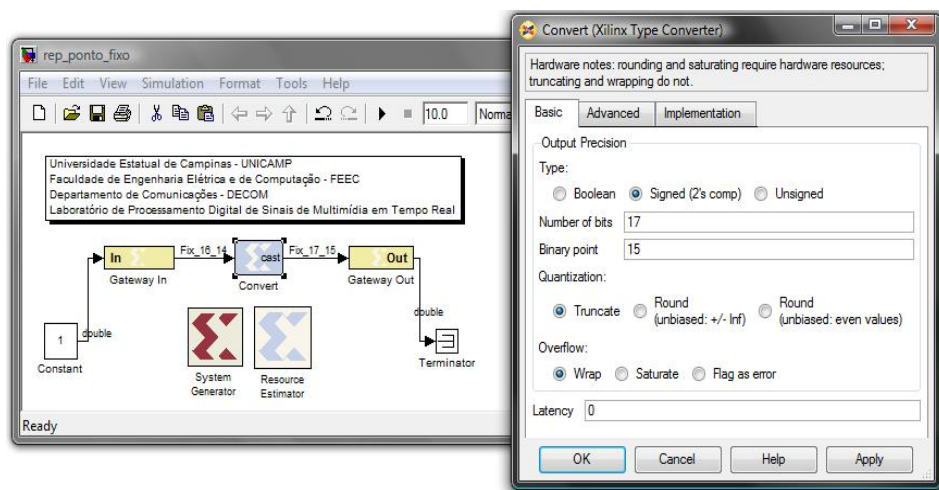 rep_ponto_fixo
File Edit View Simulation Format Tools Help
10.0 Norma
Universidade Estatual de Campinas - UNICAMP
Faculdade de Engenharia Elétrica e de Computação - FEEC
Departamento de Comunicações - DECOM
Laboratório de Processamento Digital de Sinais de Multimídia em Tempo Real
In Fix_16_14 cast Fix_17_15 Out
Gateway In Convert Gateway Out
1 double double
Constant Terminator
System Generator
Resource Estimator
Ready
Convert (Xilinx Type Converter)
Hardware notes: rounding and saturating require hardware resources;
truncating and wrapping do not.
Basic Advanced Implementation
Output Precision
Type:
Boolean Signed (2's comp) Unsigned
Number of bits 17
Binary point 15
Quantization:
Truncate Round (unbiased: +/- Inf) Round (unbiased: even values)
Overflow:
Wrap Saturate Flag as error
Latency 0
OK Cancel Help Apply